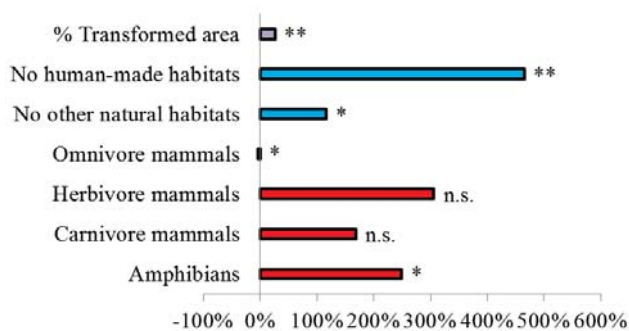 % Transformed area **
No human-made habitats **
No other natural habitats *
Omnivore mammals *
Herbivore mammals n.s.
Carnivore mammals n.s.
Amphibians *
-100% 0% 100% 200% 300% 400% 500% 600%